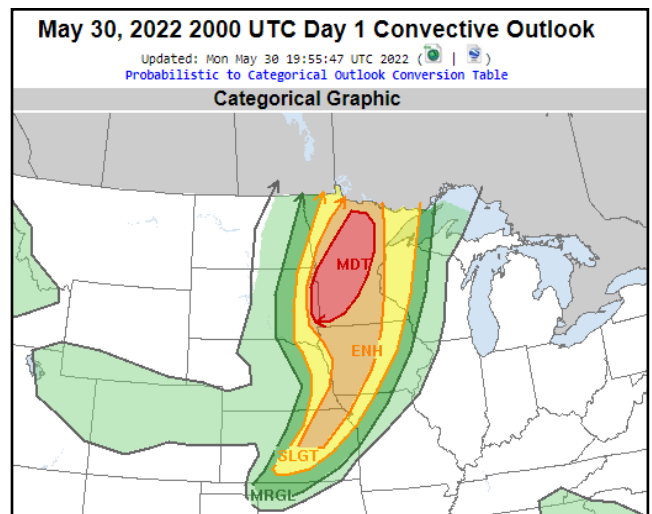 May 30, 2022 2000 UTC Day 1 Convective Outlook
Updated: Mon May 30 19:55:47 UTC 2022 ( | )
Probabilistic to Categorical Outlook Conversion Table
Categorical Graphic
MDT
ENH
SLGT
MRGL